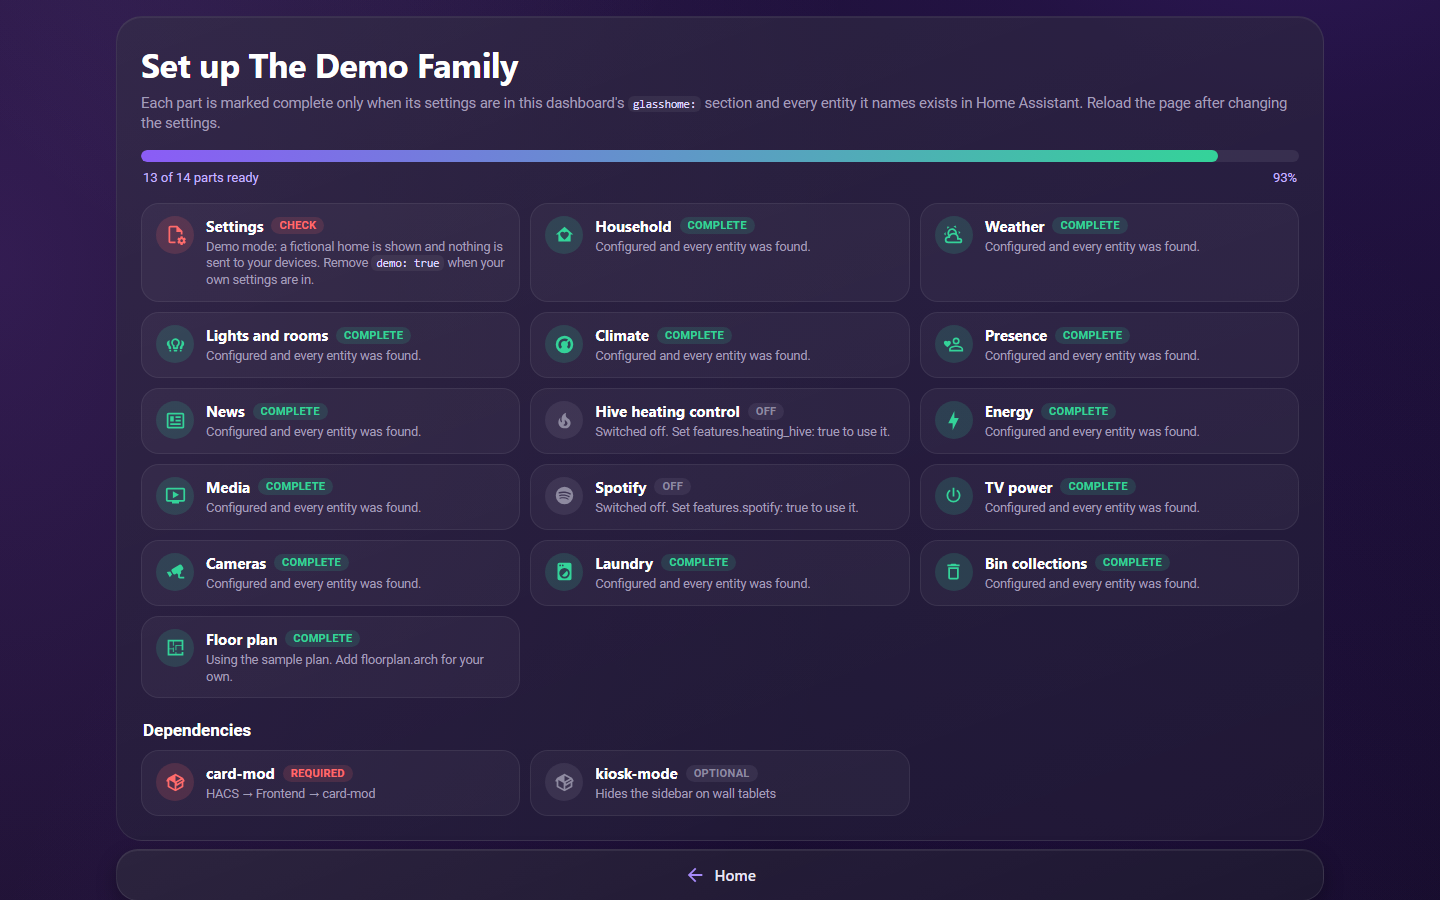 Set up The Demo Family
Each part is marked complete only when its settings are in this dashboard's glasshome: section and every entity it names exists in Home Assistant. Reload the page after changing
the settings.
13 of 14 parts ready
93%
Settings CHECK
Demo mode: a fictional home is shown and nothing is
sent to your devices. Remove demo: true when your
own settings are in.
Household COMPLETE
Configured and every entity was found.
Weather COMPLETE
Configured and every entity was found.
Lights and rooms COMPLETE
Configured and every entity was found.
Climate COMPLETE
Configured and every entity was found.
Presence COMPLETE
Configured and every entity was found.
News COMPLETE
Configured and every entity was found.
Hive heating control OFF
Switched off. Set features.heating_hive: true to use it.
Energy COMPLETE
Configured and every entity was found.
Media COMPLETE
Configured and every entity was found.
Spotify OFF
Switched off. Set features.spotify: true to use it.
TV power COMPLETE
Configured and every entity was found.
Cameras COMPLETE
Configured and every entity was found.
Laundry COMPLETE
Configured and every entity was found.
Bin collections COMPLETE
Configured and every entity was found.
Floor plan COMPLETE
Using the sample plan. Add floorplan.arch for your
own.
Dependencies
card-mod REQUIRED
HACS → Frontend → card-mod
kiosk-mode OPTIONAL
Hides the sidebar on wall tablets
← Home